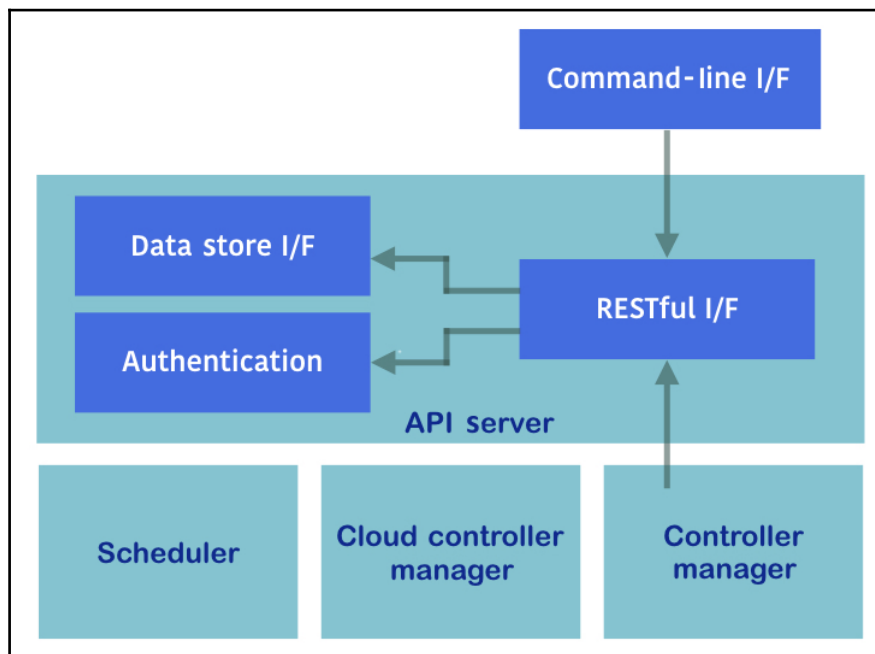 Command-line I/F
Data store I/F
RESTful I/F
Authentication
API server
Scheduler
Cloud controller
manager
Controller
manager